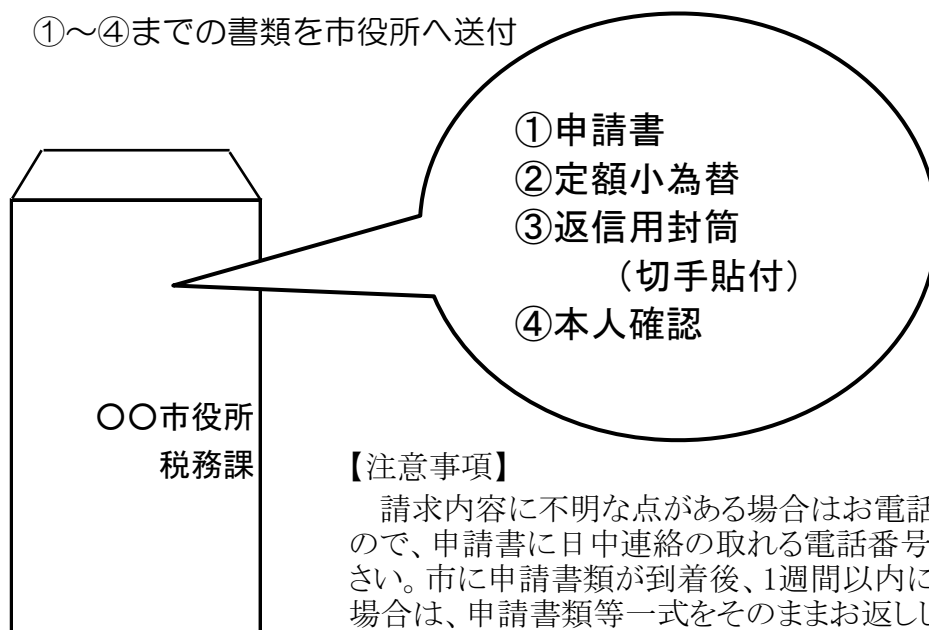 ①～④までの書類を市役所へ送付
①申請書
②定額小為替
③返信用封筒
（切手貼付）
④本人確認
〇〇市役所
税務課
【注意事項】
請求内容に不明な点がある場合はお電話
ので、申請書に日中連絡の取れる電話番号
さい。市に申請書類が到着後、1週間以内に
場合は、申請書類等一式をそのままお返しし